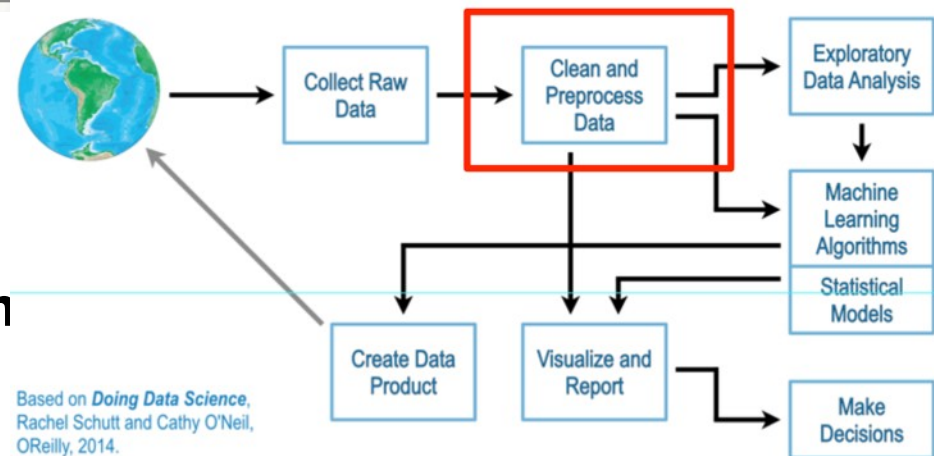 Collect Raw
Data
Clean and
Preprocess
Data
Exploratory
Data Analysis
Machine
Learning
Algorithms
Statistical
Models
Create Data
Product
Visualize and
Report
Make
Decisions
Based on Doing Data Science,
Rachel Schutt and Cathy O'Neil,
OReilly, 2014.